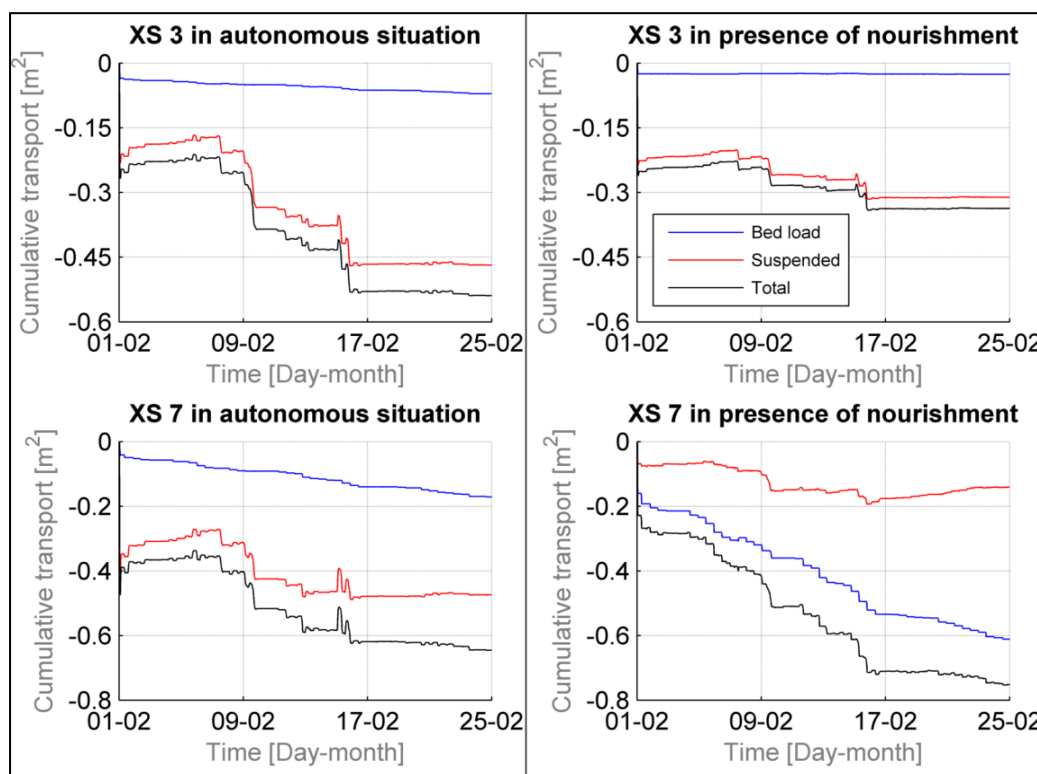 XS 3 in autonomous situation
Cumulative transport [m²]
0
-0.15
-0.3
-0.45
-0.6
01-02 09-02 17-02 25-02
Time [Day-month]
XS 3 in presence of nourishment
Cumulative transport [m²]
0
-0.15
-0.3
-0.45
-0.6
Bed load
Suspended
Total
01-02 09-02 17-02 25-02
Time [Day-month]
XS 7 in autonomous situation
Cumulative transport [m²]
0
-0.2
-0.4
-0.6
-0.8
01-02 09-02 17-02 25-02
Time [Day-month]
XS 7 in presence of nourishment
Cumulative transport [m²]
0
-0.2
-0.4
-0.6
-0.8
01-02 09-02 17-02 25-02
Time [Day-month]